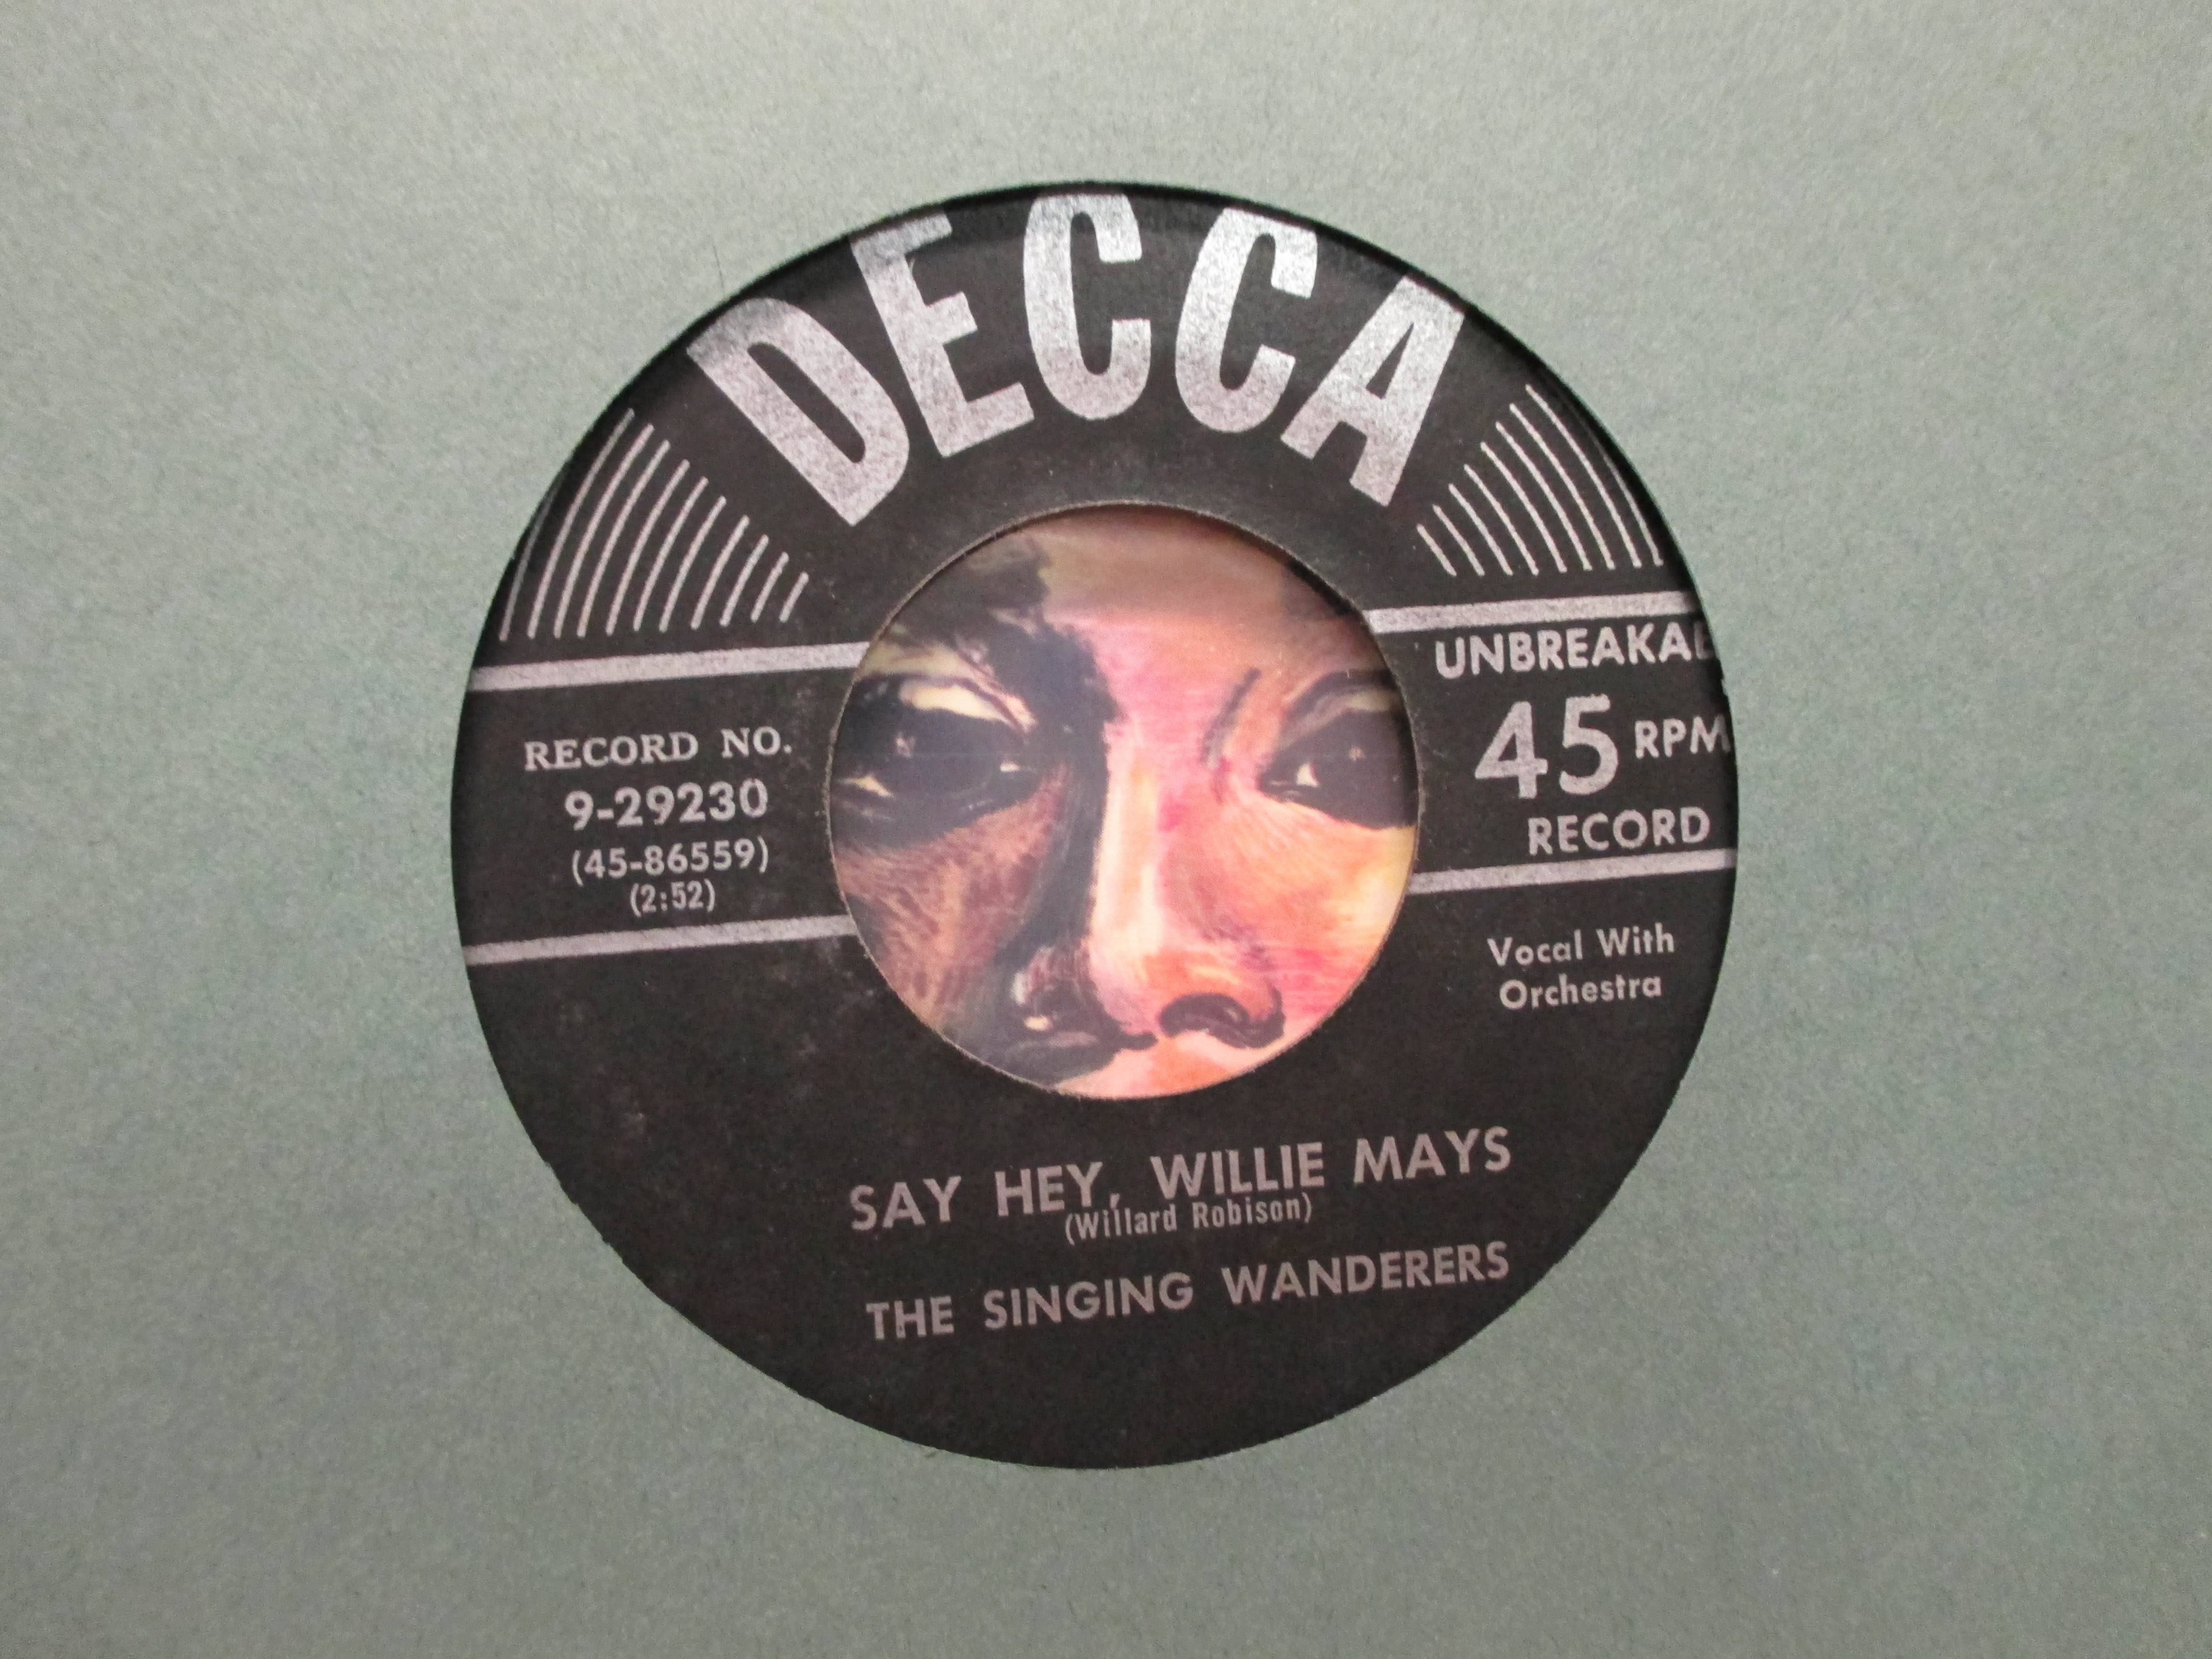 DECCA
RECORD NO.
9-29230
(45-86559)
(2:52)
45 RPM
RECORD
Vocal With
Orchestra
SAY HEY, WILLIE MAYS
(Willard Robison)
THE SINGING WANDERERS